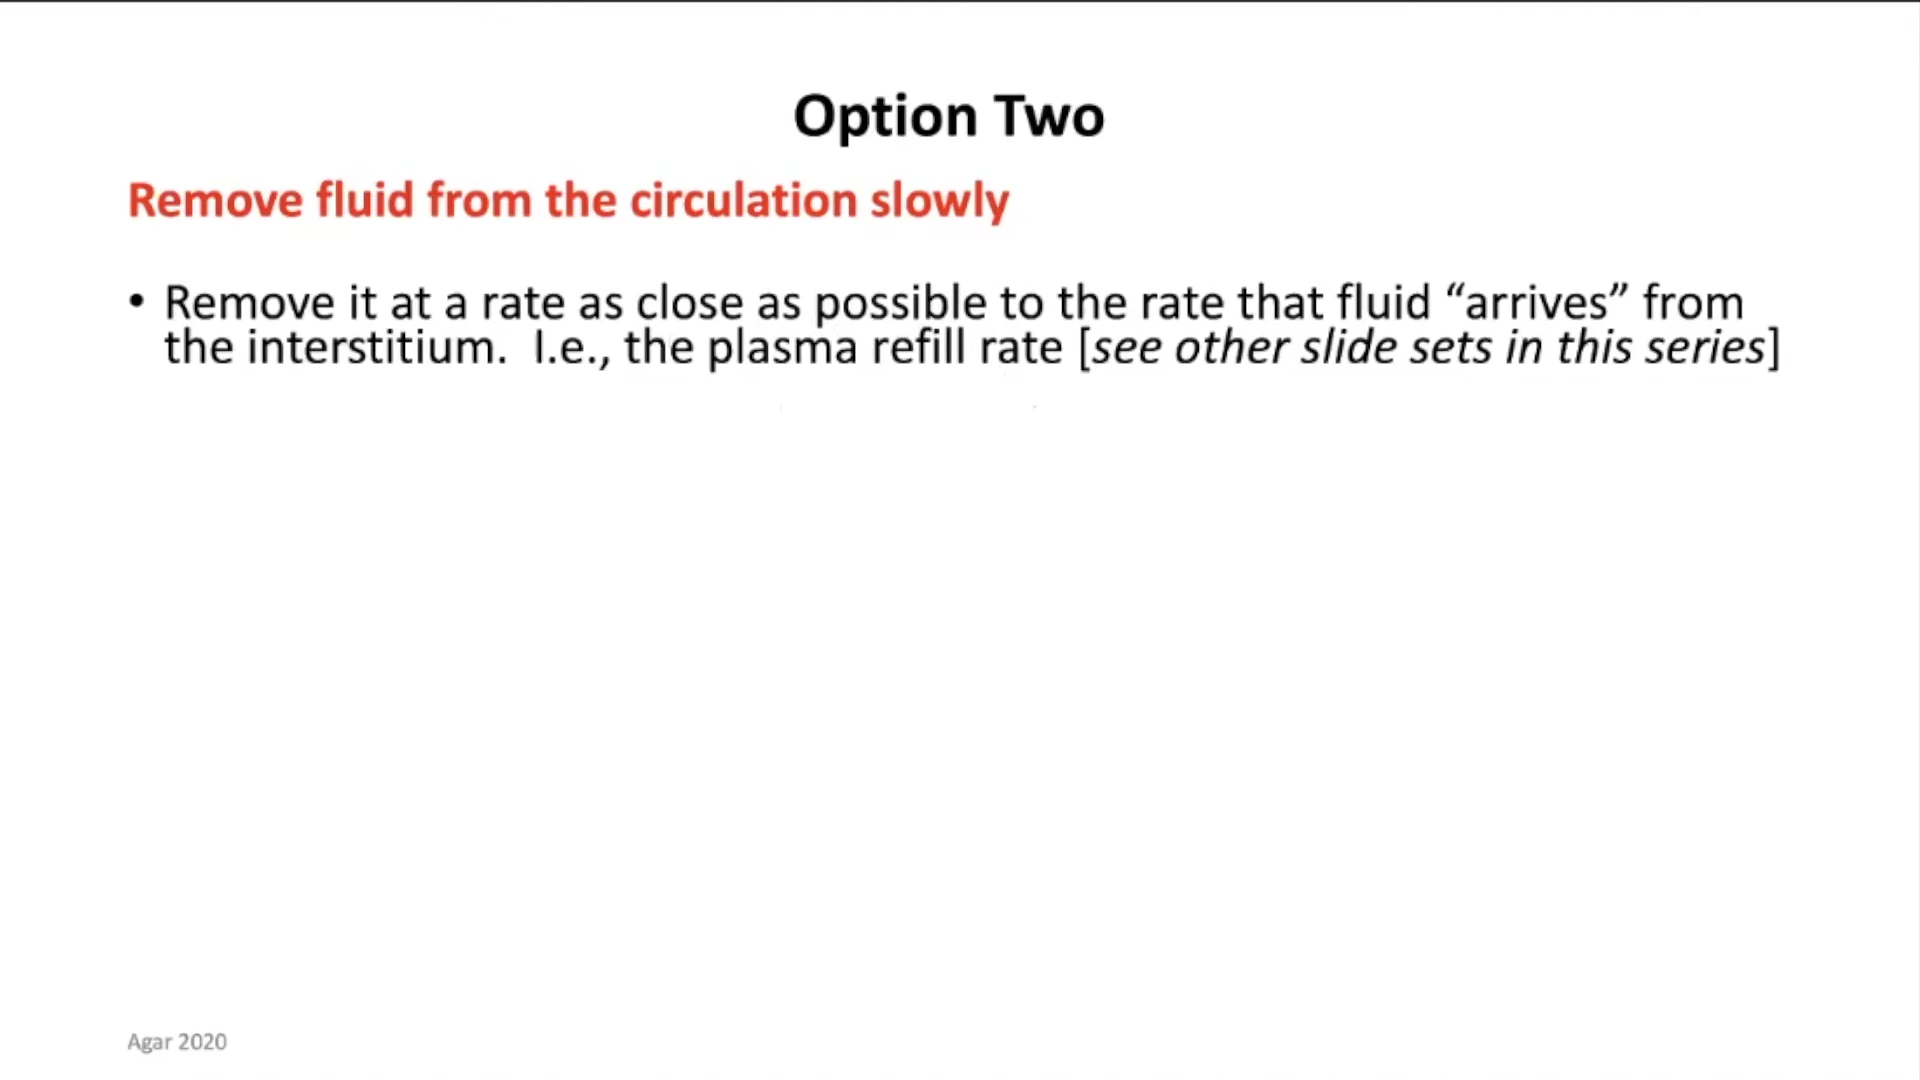 Option Two
Remove fluid from the circulation slowly
• Remove it at a rate as close as possible to the rate that fluid “arrives” from
the interstitium.  I.e., the plasma refill rate [see other slide sets in this series]
Agar 2020